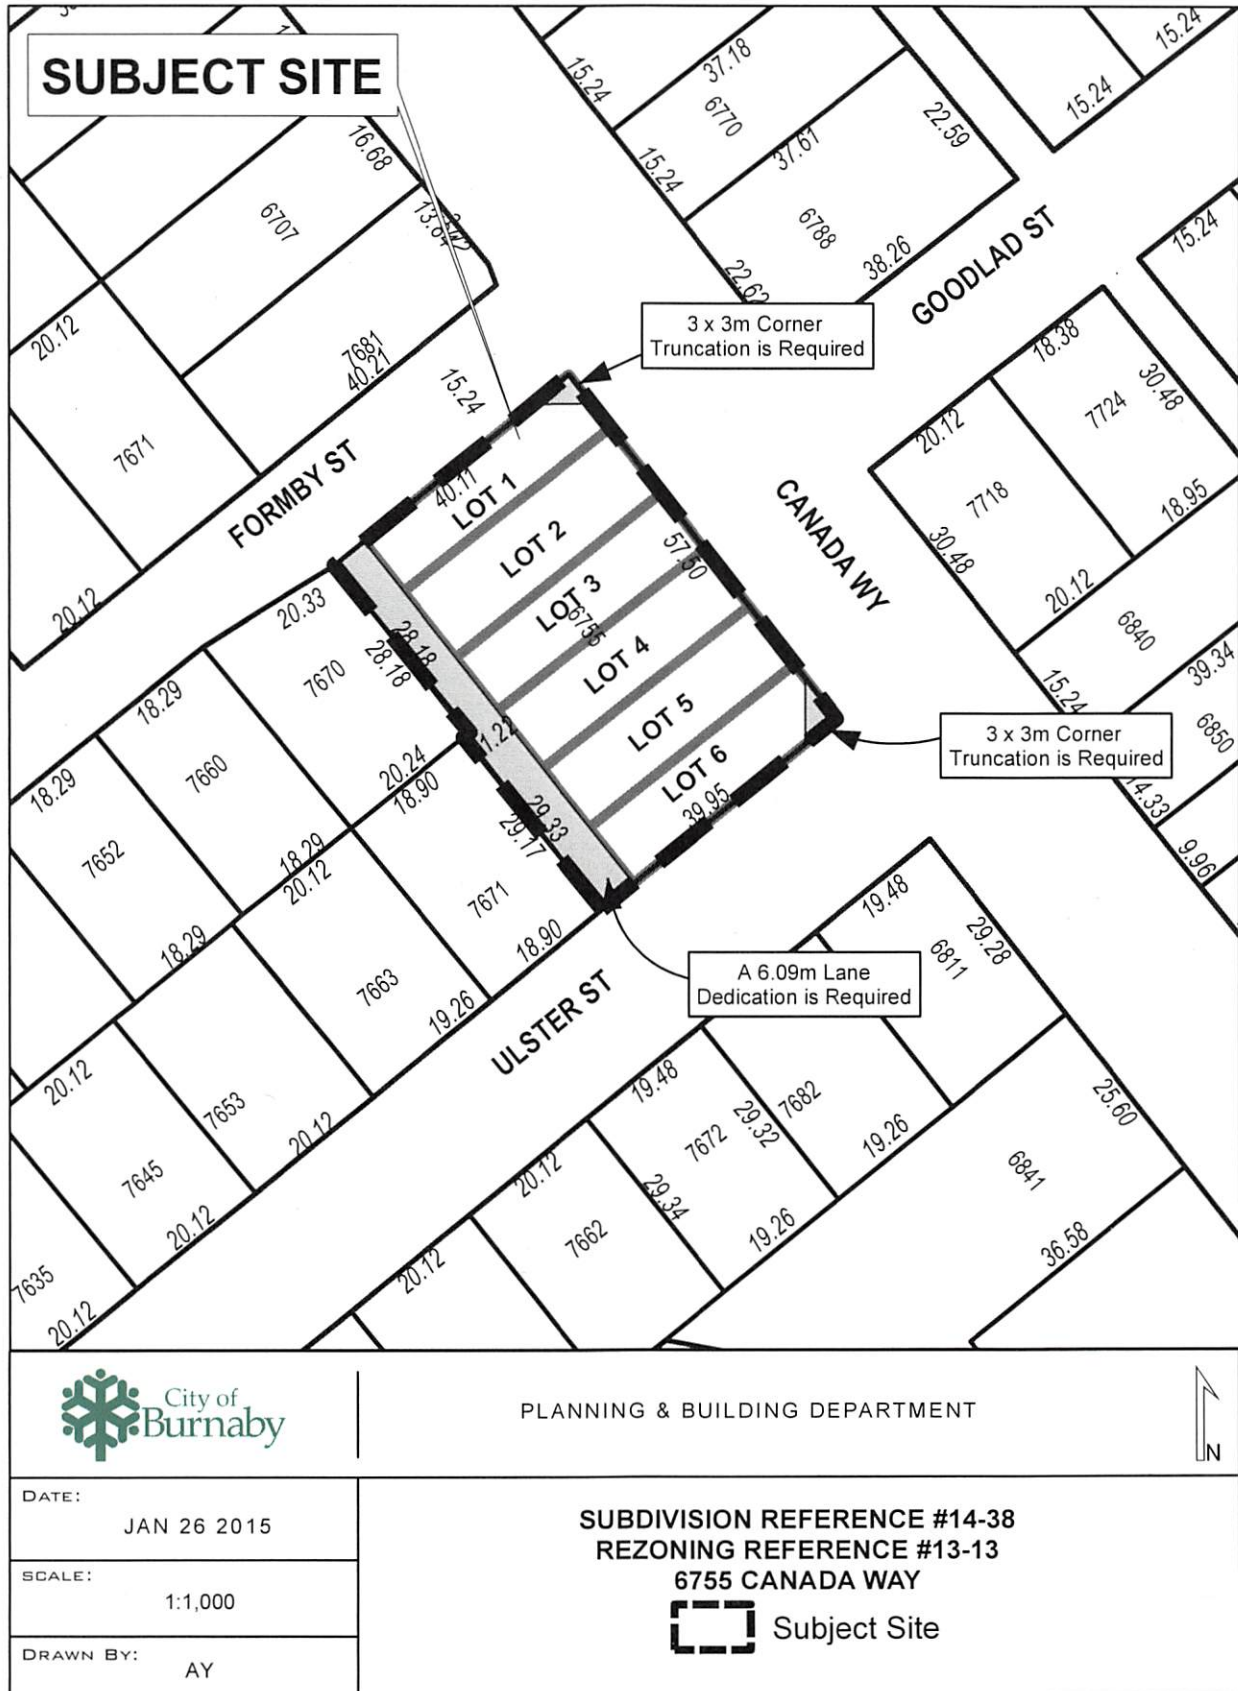 SUBJECT SITE
15.24
37.18
6770
15.24
15.24
37.61
22.59
15.24
15.24
16.68
6707
6788
38.26
22.62
GOODLAD ST
15.24
3 x 3m Corner
Truncation is Required
20.12
7681
40.21
15.24
18.38
30.48
7724
20.12
7671
FORMBY ST
40.11
LOT 1
LOT 2
LOT 3
6755
LOT 4
LOT 5
LOT 6
57.50
CANADA WY
7718
18.95
30.48
20.12
6840
39.34
15.24
6850
14.33
9.96
20.12
20.33
28.18
28.18
7670
18.29
7660
20.24
18.90
18.29
7652
18.29
20.12
29.33
29.17
39.95
3 x 3m Corner
Truncation is Required
7671
18.90
18.29
7663
19.26
A 6.09m Lane
Dedication is Required
19.48
29.28
6811
ULSTER ST
20.12
7653
20.12
19.48
7682
29.32
7672
19.26
25.60
7645
20.12
20.12
29.34
6841
7662
19.26
36.58
7635
20.12
20.12
City of
Burnaby
PLANNING & BUILDING DEPARTMENT
N
DATE:
JAN 26 2015
SCALE:
1:1,000
DRAWN BY:
AY
SUBDIVISION REFERENCE #14-38
REZONING REFERENCE #13-13
6755 CANADA WAY
Subject Site